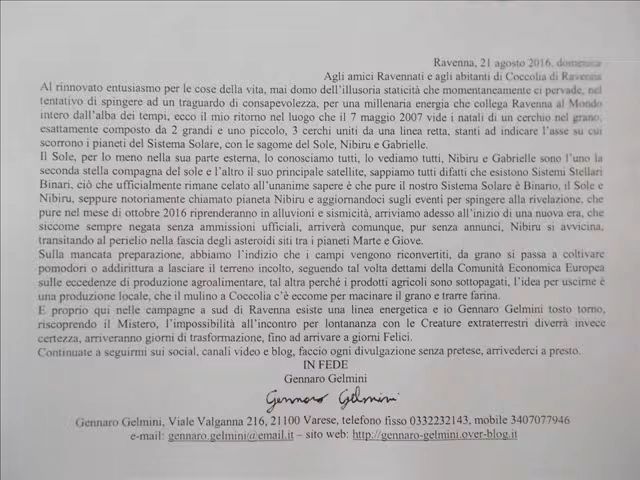 Ravenna, 21 agosto 2016, domenica
Agli amici Ravennati e agli abitanti di Coccolia di Ravenna
Al rinnovato entusiasmo per le cose della vita, mai domo dell'illusoria staticità che momentaneamente ci pervade, nel
tentativo di spingere ad un traguardo di consapevolezza, per una millenaria energia che collega Ravenna al Mondo
intero dall'alba dei tempi, ecco il mio ritorno nel luogo che il 7 maggio 2007 vide i natali di un cerchio nel grano,
esattamente composto da 2 grandi e uno piccolo, 3 cerchi uniti da una linea retta, stanti ad indicare l'asse su cui
scorrono i pianeti del Sistema Solare, con le sagome del Sole, Nibiru e Gabrielle.
Il Sole, per lo meno nella sua parte esterna, lo conosciamo tutti, lo vediamo tutti, Nibiru e Gabrielle sono l'uno la
seconda stella compagna del sole e l'altro il suo principale satellite, sappiamo tutti difatti che esistono Sistemi Stellari
Binari, ciò che ufficialmente rimane celato all'unanime sapere è che pure il nostro Sistema Solare è Binario, il Sole e
Nibiru, seppure notoriamente chiamato pianeta Nibiru e aggiornandoci sugli eventi per spingere alla rivelazione, che
pure nel mese di ottobre 2016 riprenderanno in alluvioni e sismicità, arriviamo adesso all'inizio di una nuova era, che
siccome sempre negata senza ammissioni ufficiali, arriverà comunque, pur senza annunci, Nibiru si avvicina,
transitando al perielio nella fascia degli asteroidi siti tra i pianeti Marte e Giove.
Sulla mancata preparazione, abbiamo l'indizio che i campi vengono riconvertiti, da grano si passa a coltivare
pomodori o addirittura a lasciare il terreno incolto, seguendo tal volta dettami della Comunità Economica Europea
sulle eccedenze di produzione agroalimentare, tal altra perché i prodotti agricoli sono sottopagati, l'idea per uscirne è
una produzione locale, che il mulino a Coccolia c'è eccome per macinare il grano e trarre farina.
E proprio qui nelle campagne a sud di Ravenna esiste una linea energetica e io Gennaro Gelmini tosto torno,
riscoprendo il Mistero, l'impossibilità all'incontro per lontananza con le Creature extraterrestri diverrà invece
certezza, arriveranno giorni di trasformazione, fino ad arrivare a giorni Felici.
Continuate a seguirmi sui social, canali video e blog, faccio ogni divulgazione senza pretese, arrivederci a presto.
IN FEDE
Gennaro Gelmini
Gennaro Gelmini
Gennaro Gelmini, Viale Valganna 216, 21100 Varese, telefono fisso 0332232143, mobile 3407077946
e-mail: gennaro.gelmini@email.it – sito web: http://gennaro-gelmini.over-blog.it